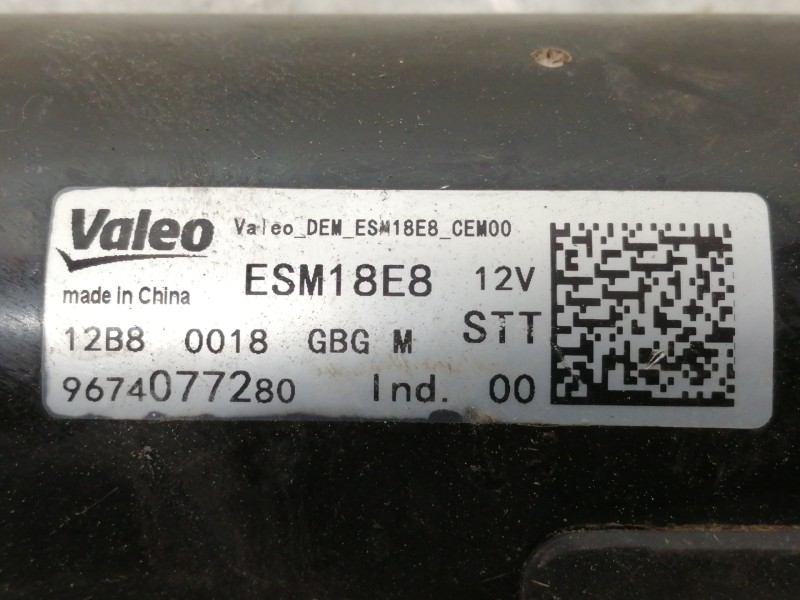 Valeo Valeo_DEM_ESM18E8_CEM00
made in China ESM18E8 12V
12B8 0018 GBG M STT
9674077280 Ind. 00